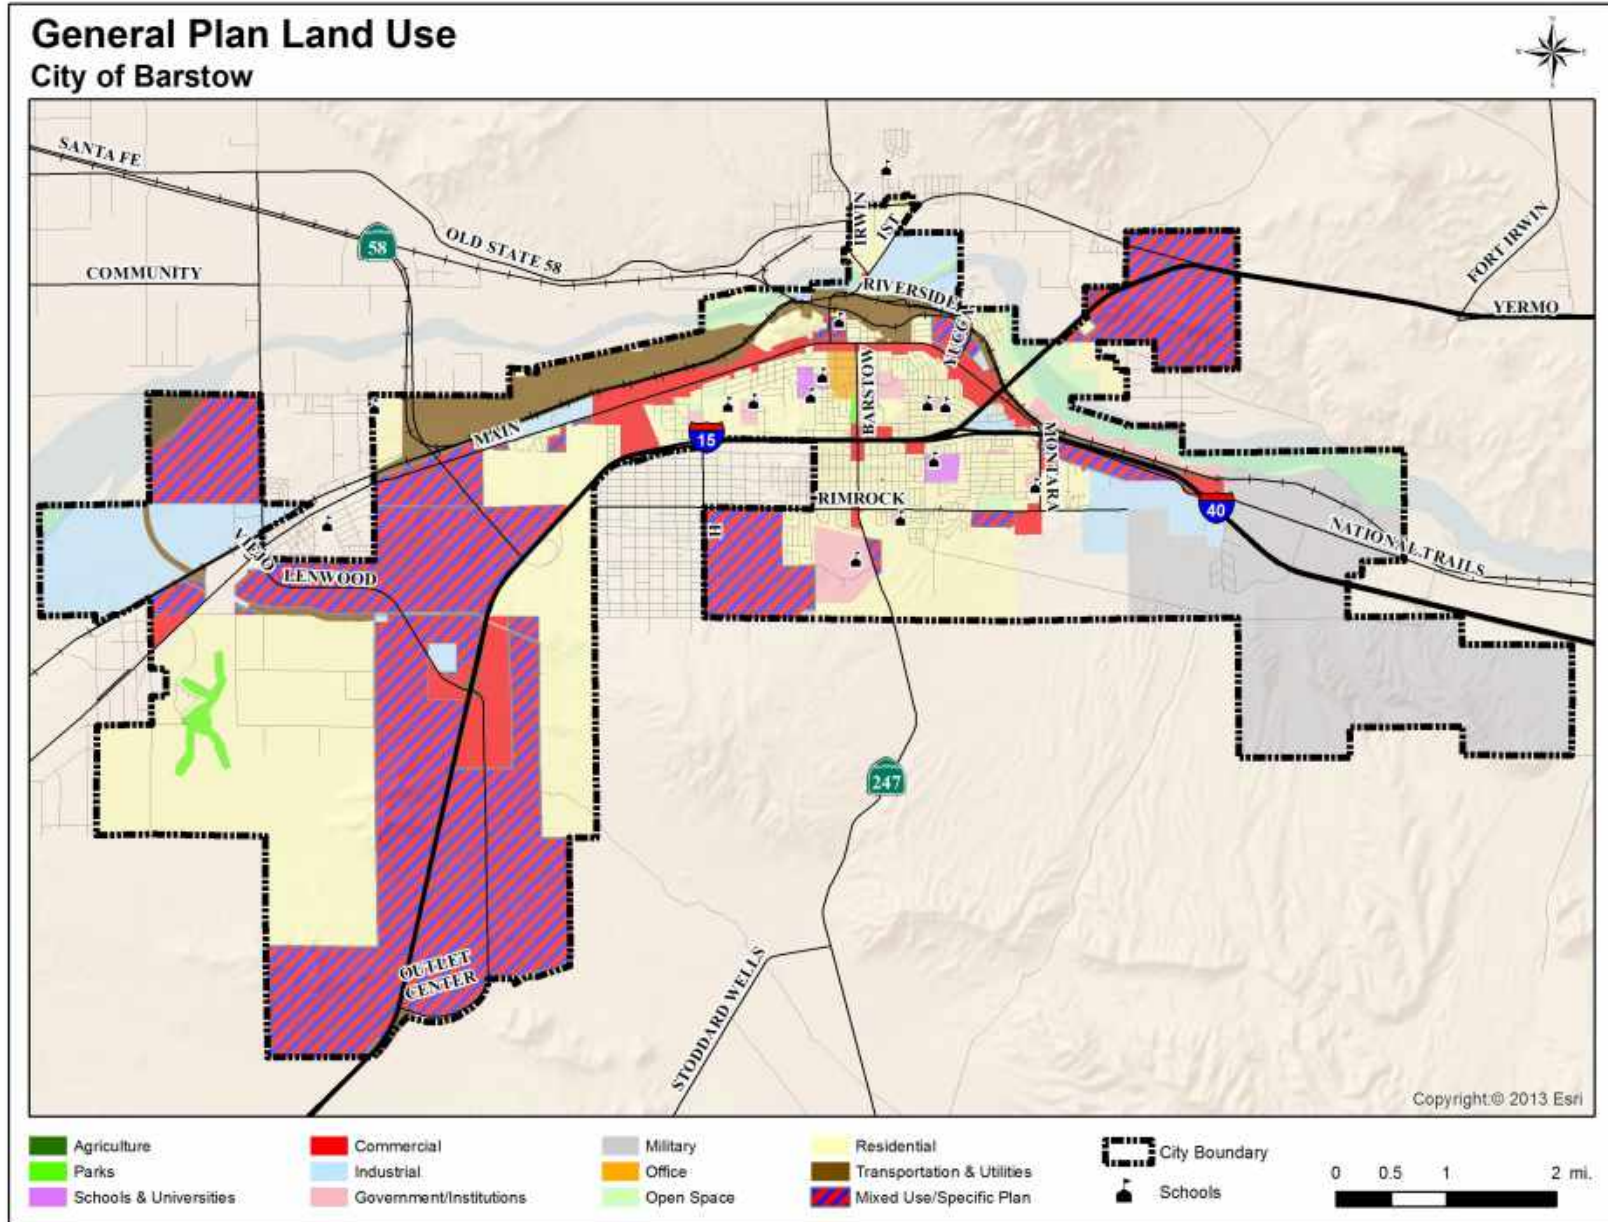 General Plan Land Use
City of Barstow
SANTA FE
58
OLD STATE 58
COMMUNITY
IRWIN
1ST
RIVERSIDE
YUCCA
FORT IRWIN
YERMO
MAIN
15
BARSTOW
MONTARA
RIMROCK
H
40
NATIONAL TRAILS
VIEJO
LENWOOD
247
OUTLET
CENTER
STODDARD WELLS
Copyright:© 2013 Esri
Agriculture
Parks
Schools & Universities
Commercial
Industrial
Government/Institutions
Military
Office
Open Space
Residential
Transportation & Utilities
Mixed Use/Specific Plan
City Boundary
Schools
0 0.5 1 2 mi.